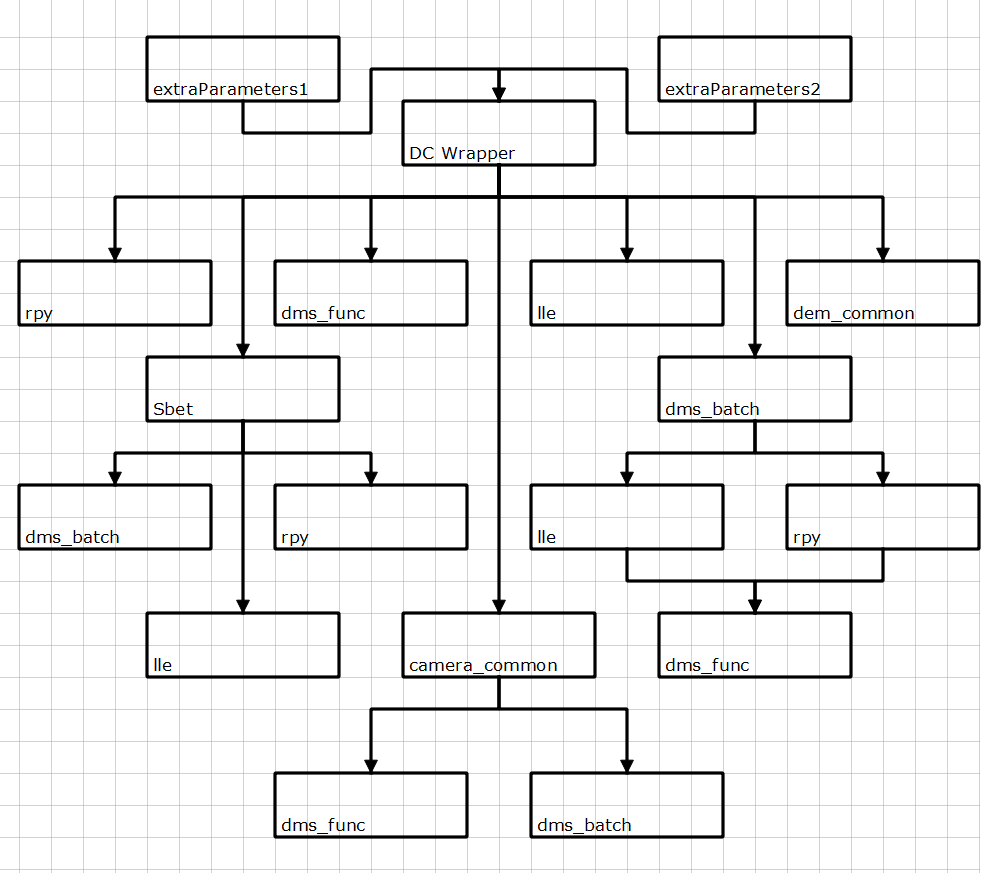 extraParameters1
extraParameters2
DC Wrapper
rpy
dms_func
lle
dem_common
Sbet
dms_batch
dms_batch
rpy
lle
rpy
lle
camera_common
dms_func
dms_func
dms_batch